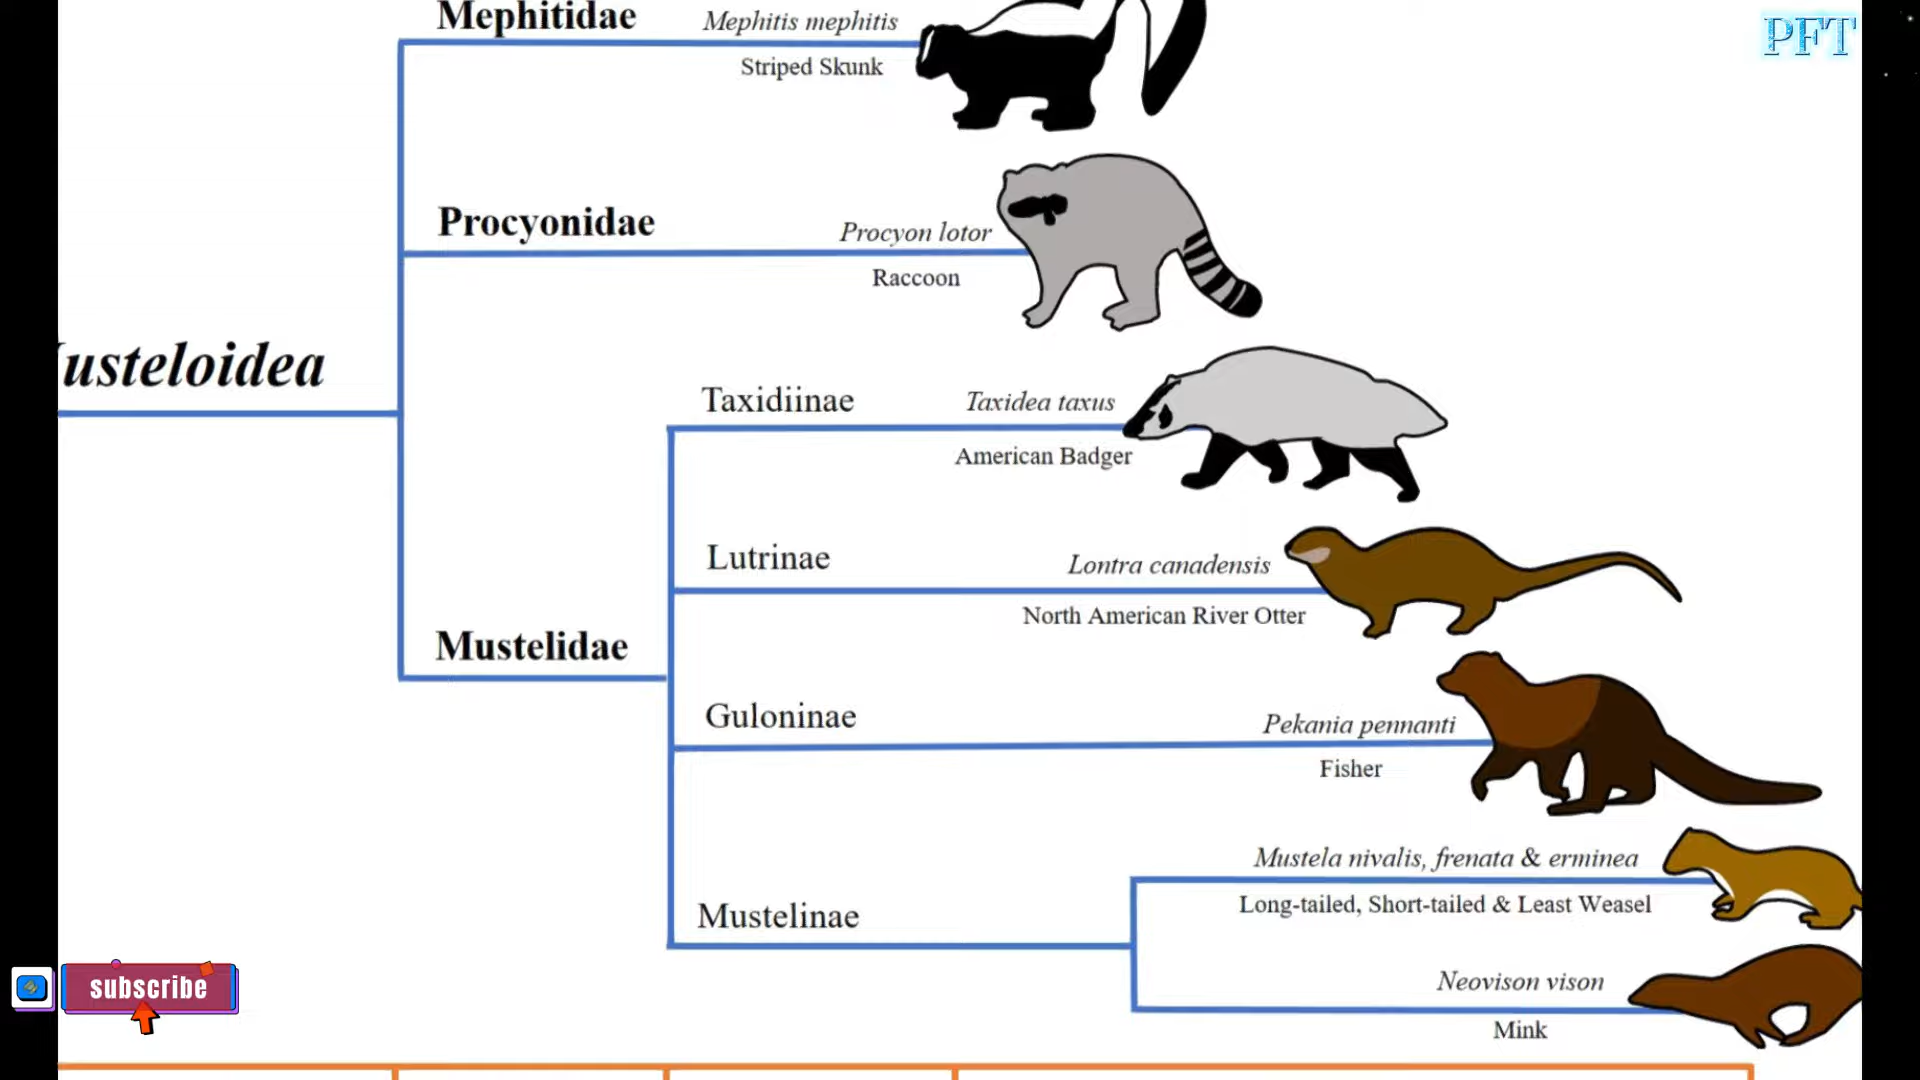 Mephitidae
Mephitis mephitis
Striped Skunk
PFT
Procyonidae
Procyon lotor
Raccoon
usteloidea
Taxidiinae
Taxidea taxus
American Badger
Lutrinae
Lontra canadensis
North American River Otter
Mustelidae
Guloninae
Pekania pennanti
Fisher
Mustela nivalis, frenata & erminea
Long-tailed, Short-tailed & Least Weasel
Mustelinae
Neovison vison
Mink
subscribe